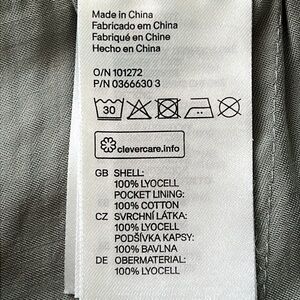 Made in China
Fabricado em China
Fabriqué en Chine
Hecho en China
O/N 101272
P/N 0366630 3
30
clevercare.info
GB SHELL:
100% LYOCELL
POCKET LINING:
100% COTTON
CZ SVRCHNÍ LÁTKA:
100% LYOCELL
PODŠÍVKA KAPSY:
100% BAVLNA
DE OBERMATERIAL:
100% LYOCELL